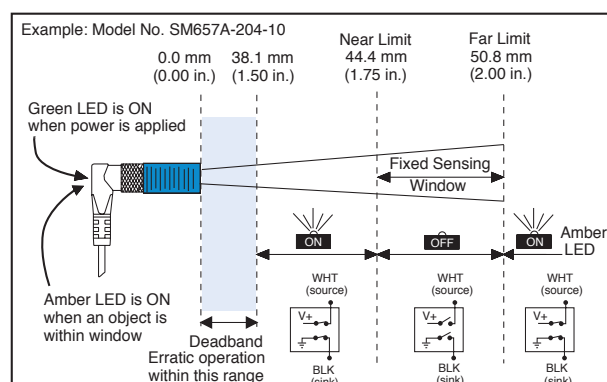 Example: Model No. SM657A-204-10
0.0 mm
(0.00 in.)
38.1 mm
(1.50 in.)
Near Limit
44.4 mm
(1.75 in.)
Far Limit
50.8 mm
(2.00 in.)
Green LED is ON
when power is applied
Fixed Sensing
Window
ON
OFF
ON
Amber
LED
Amber LED is ON
when an object is
within window
Deadband
Erratic operation
within this range
WHT
(source)
V+
BLK
(sink)
WHT
(source)
V+
BLK
(sink)
WHT
(source)
V+
BLK
(sink)